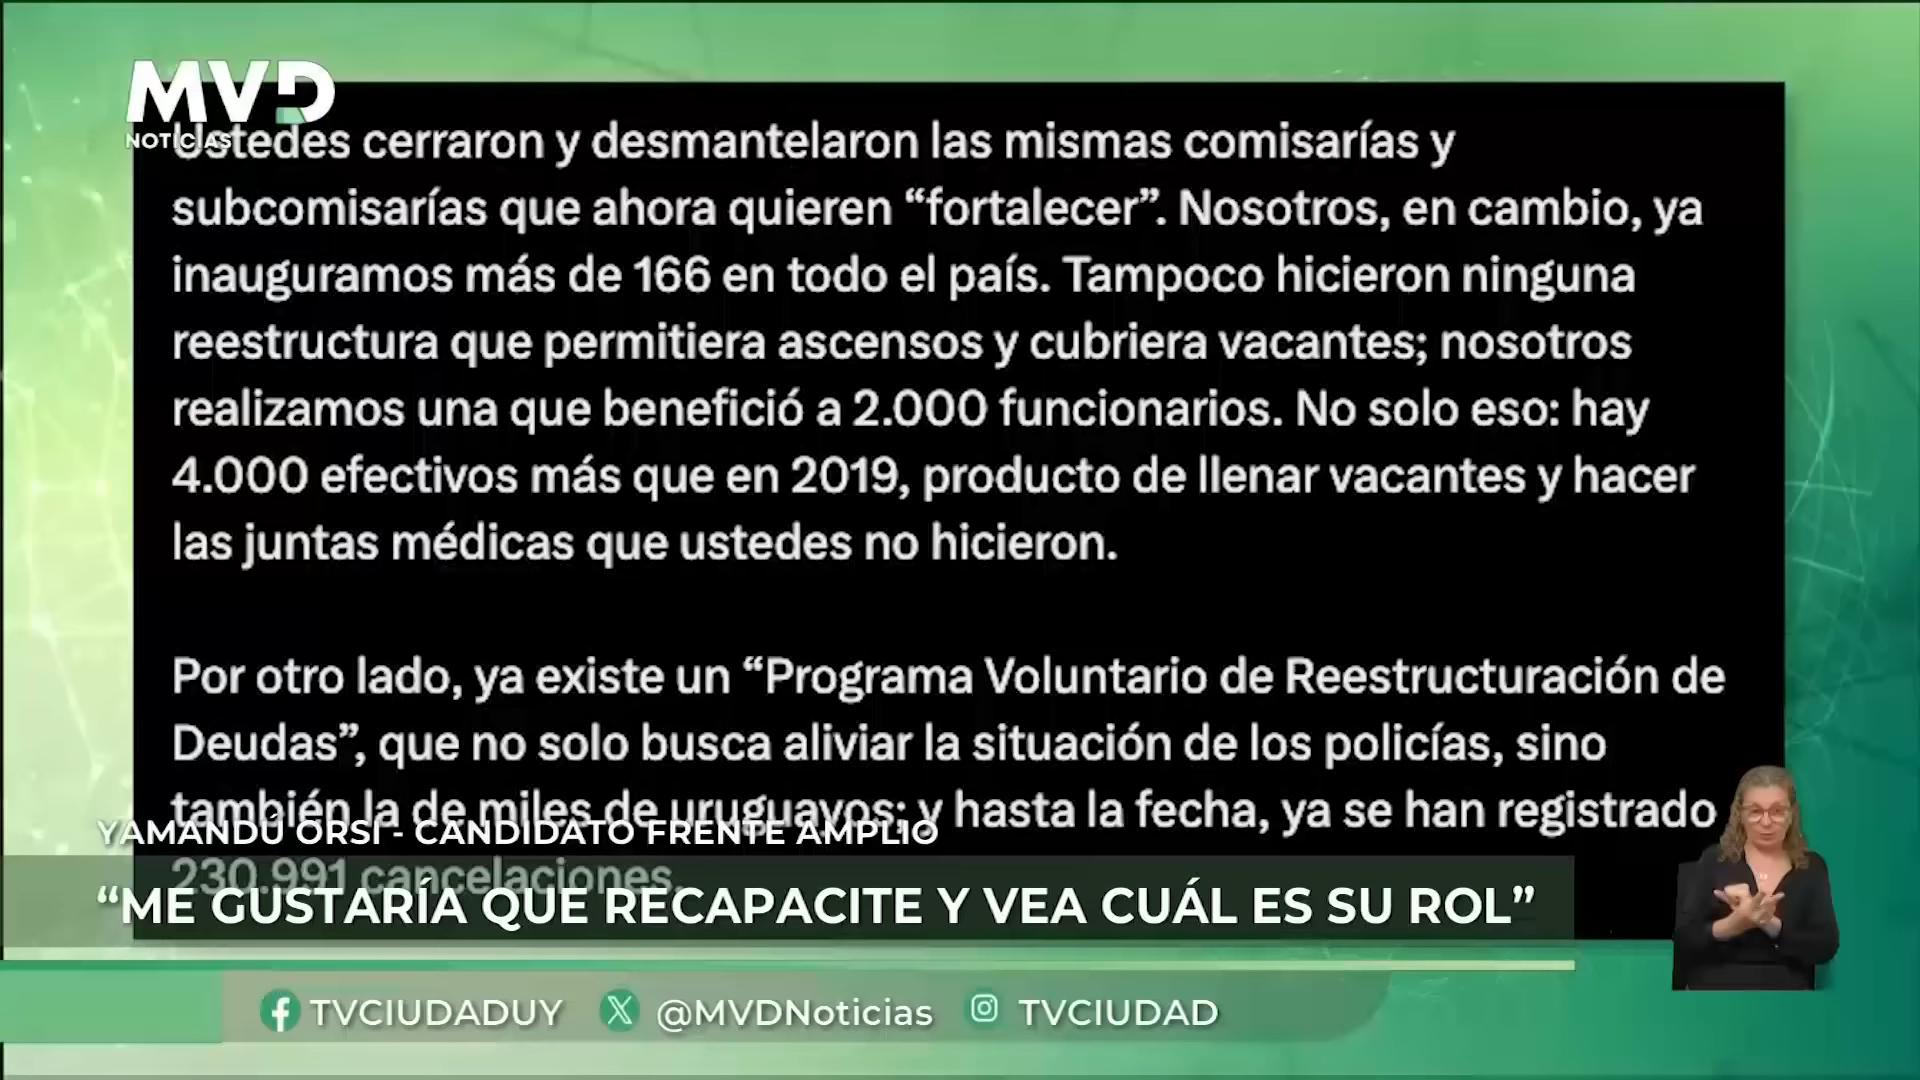 MVD
NOTICIAS
Ustedes cerraron y desmantelaron las mismas comisarías y
subcomisarías que ahora quieren “fortalecer”. Nosotros, en cambio, ya
inauguramos más de 166 en todo el país. Tampoco hicieron ninguna
reestructura que permitiera ascensos y cubriera vacantes; nosotros
realizamos una que benefició a 2.000 funcionarios. No solo eso: hay
4.000 efectivos más que en 2019, producto de llenar vacantes y hacer
las juntas médicas que ustedes no hicieron.
Por otro lado, ya existe un “Programa Voluntario de Reestructuración de
Deudas”, que no solo busca aliviar la situación de los policías, sino
también la de miles de uruguayos; y hasta la fecha, ya se han registrado
230.991 cancelaciones.
YAMANDÚ ORSI - CANDIDATO FRENTE AMPLIO
“ME GUSTARÍA QUE RECAPACITE Y VEA CUÁL ES SU ROL”
TVCIUDADUY @MVDNoticias TVCIUDAD